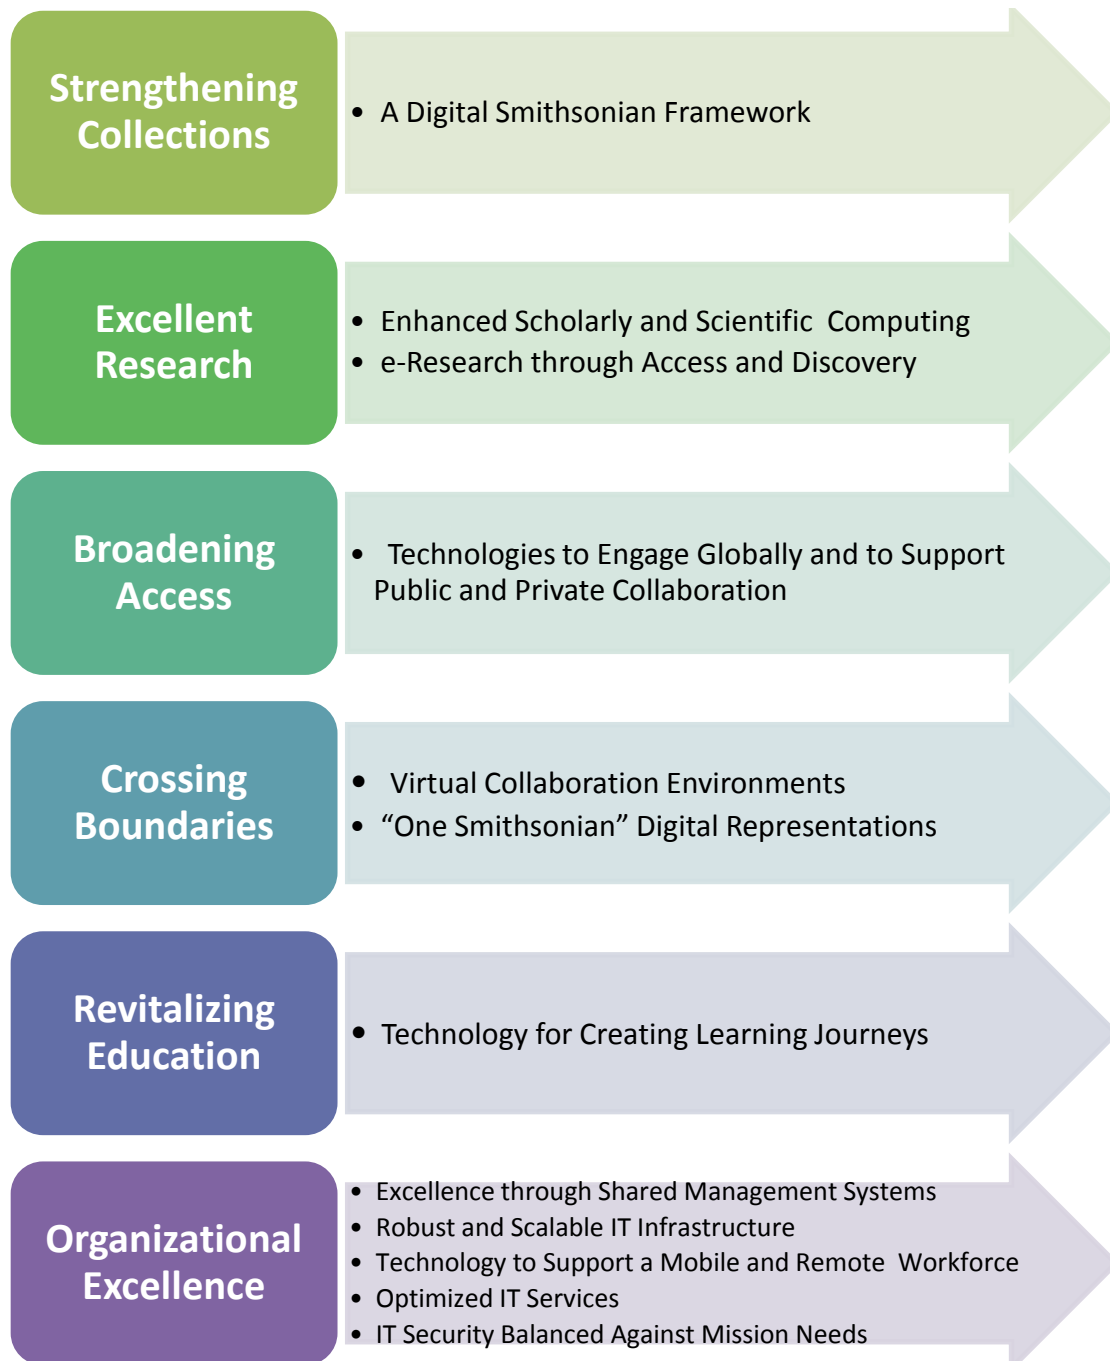 Strengthening
Collections
• A Digital Smithsonian Framework
Excellent
Research
• Enhanced Scholarly and Scientific Computing
• e-Research through Access and Discovery
Broadening
Access
• Technologies to Engage Globally and to Support
Public and Private Collaboration
Crossing
Boundaries
• Virtual Collaboration Environments
• “One Smithsonian” Digital Representations
Revitalizing
Education
• Technology for Creating Learning Journeys
Organizational
Excellence
• Excellence through Shared Management Systems
• Robust and Scalable IT Infrastructure
• Technology to Support a Mobile and Remote Workforce
• Optimized IT Services
• IT Security Balanced Against Mission Needs